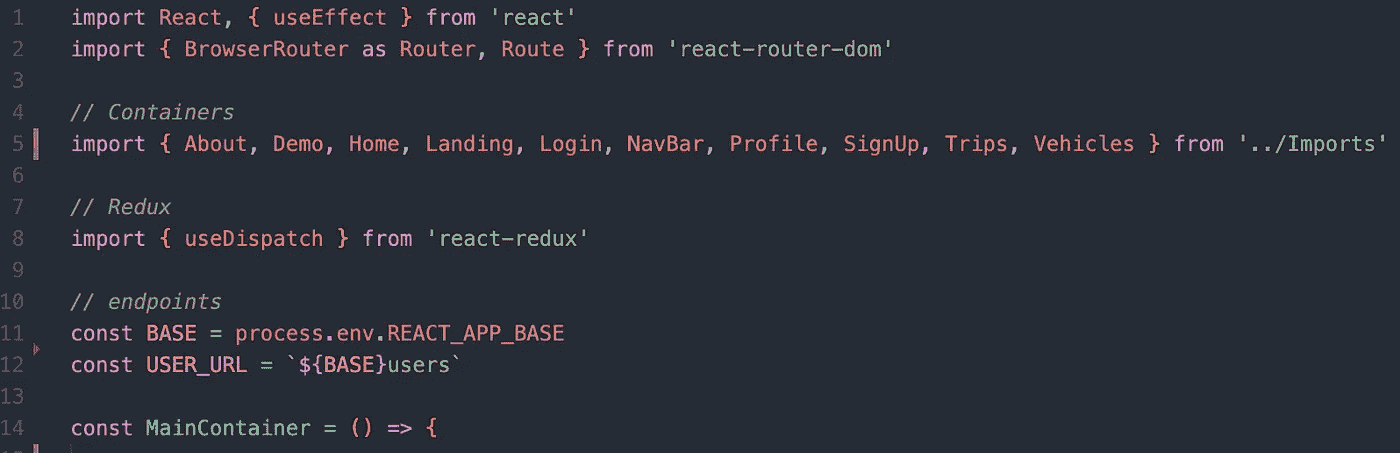 1 import React, { useEffect } from 'react'
2 import { BrowserRouter as Router, Route } from 'react-router-dom'
3
4 // Containers
5 import { About, Demo, Home, Landing, Login, NavBar, Profile, SignUp, Trips, Vehicles } from '../Imports'
6
7 // Redux
8 import { useDispatch } from 'react-redux'
9
10 // endpoints
11 const BASE = process.env.REACT_APP_BASE
12 const USER_URL = `${BASE}users`
13
14 const MainContainer = () => {